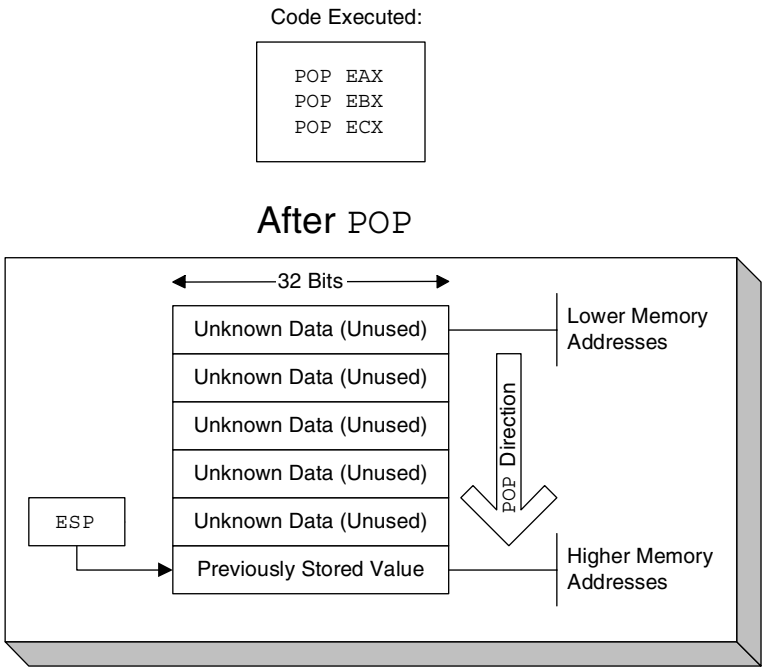 Code Executed:
POP EAX
POP EBX
POP ECX
After POP
32 Bits
Unknown Data (Unused)
Lower Memory
Addresses
Unknown Data (Unused)
Unknown Data (Unused)
Unknown Data (Unused)
Unknown Data (Unused)
POP Direction
ESP
Previously Stored Value
Higher Memory
Addresses